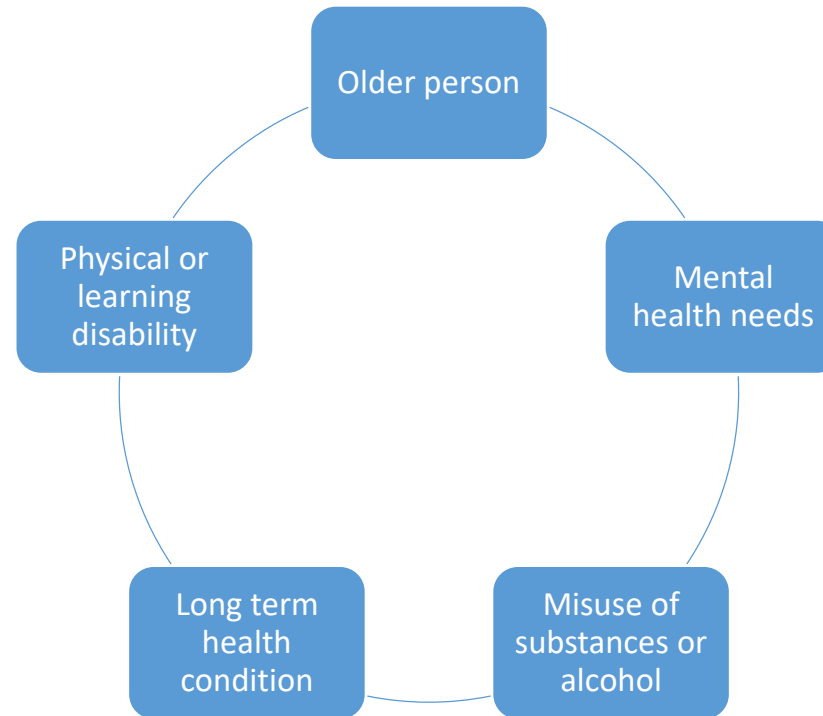 Older person
Mental
health needs
Misuse of
substances or
alcohol
Long term
health
condition
Physical or
learning
disability